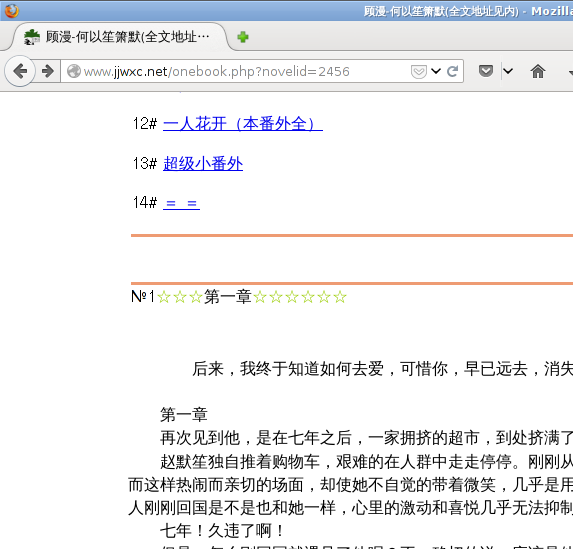 顾漫-何以笙箫默(全文地址见内) - Mozilla
顾漫-何以笙箫默(全文地址…
www.jjwxc.net/onebook.php?novelid=2456
12# 一人花开（本番外全）
13# 超级小番外
14# ＝ ＝
№1☆☆☆第一章☆☆☆☆☆☆
后来，我终于知道如何去爱，可惜你，早已远去，消失
第一章
再次见到他，是在七年之后，一家拥挤的超市，到处挤满了
赵默笙独自推着购物车，艰难的在人群中走走停停。刚刚从
而这样热闹而亲切的场面，却使她不自觉的带着微笑，几乎是用
人刚刚回国是不是也和她一样，心里的激动和喜悦几乎无法抑制
七年！久违了啊！